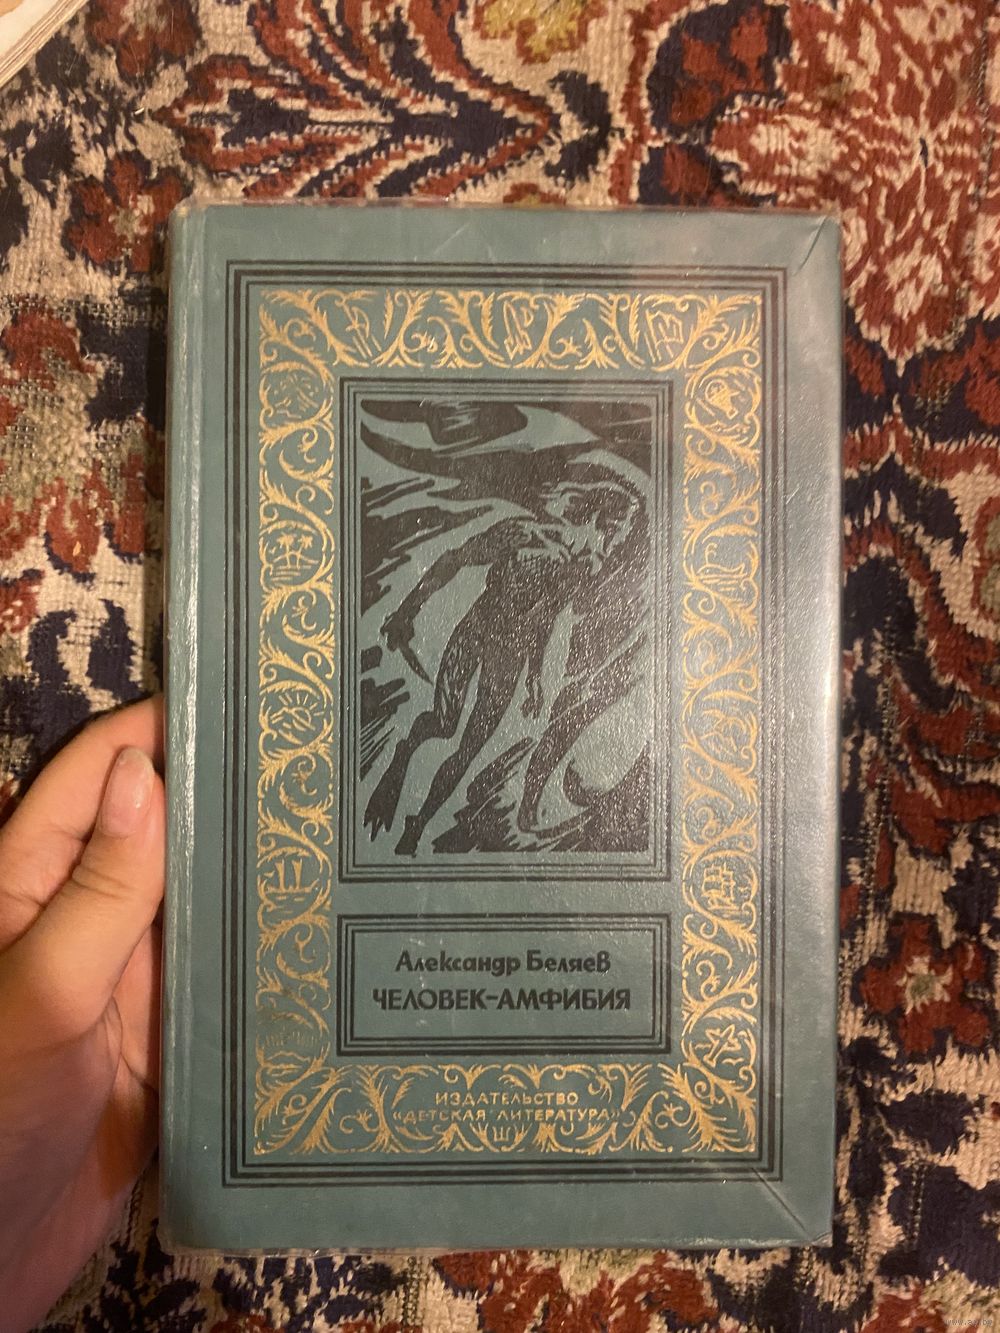 Александр Беляев
ЧЕЛОВЕК-АМФИБИЯ
ИЗДАТЕЛЬСТВО
«ДЕТСКАЯ ЛИТЕРАТУРА»